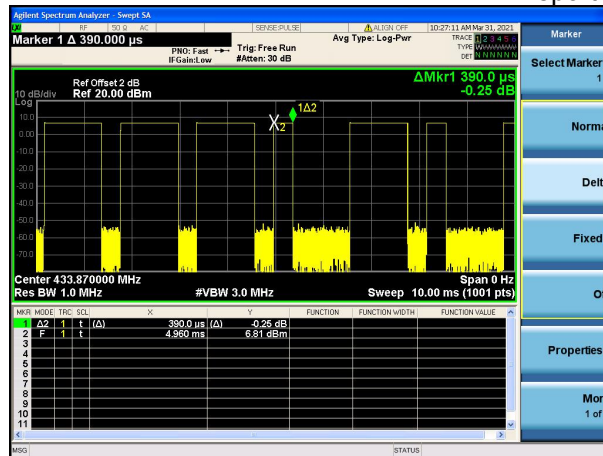 Agilent Spectrum Analyzer - Swept SA
RF 50 Ω AC SENSE:PULSE ALIGN OFF 10:27:11 AM Mar 31, 2021
Marker 1 Δ 390.000 µs
PNO: Fast
IFGain:Low
Trig: Free Run
#Atten: 30 dB
Avg Type: Log-Pwr
TRACE 1 2 3 4 5 6
TYPE WWWWWW
DET N N N N N N
Marker
Select Marker
1
Ref Offset 2 dB
10 dB/div Ref 20.00 dBm
Log
ΔMkr1 390.0 µs
-0.25 dB
10.0
0.00
-10.0
-20.0
-30.0
-40.0
-50.0
-60.0
-70.0
1Δ2
X2
Center 433.870000 MHz Span 0 Hz
Res BW 1.0 MHz #VBW 3.0 MHz Sweep 10.00 ms (1001 pts)
MKR MODE TRC SCL X Y FUNCTION FUNCTION WIDTH FUNCTION VALUE
1 Δ2 1 t (Δ) 390.0 µs (Δ) -0.25 dB
2 F 1 t 4.960 ms 6.81 dBm
3
4
5
6
7
8
9
10
11
MSG STATUS
Norma
Delt
Fixed
O
Properties
Mor
1 of